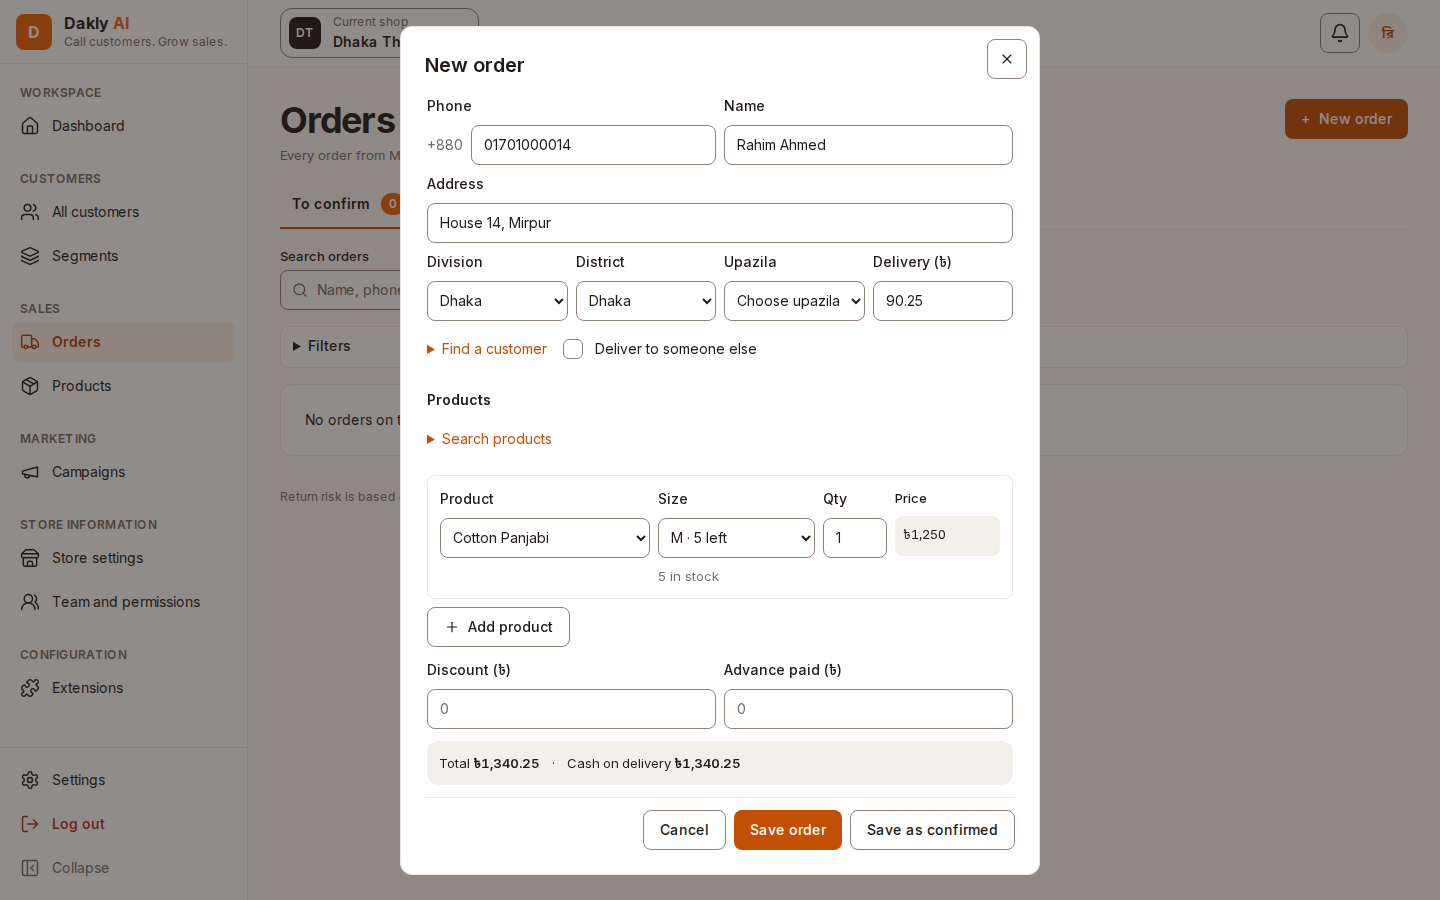 D
Dakly AI
Call customers. Grow sales.
WORKSPACE
Dashboard
CUSTOMERS
All customers
Segments
SALES
Orders
Products
MARKETING
Campaigns
STORE INFORMATION
Store settings
Team and permissions
CONFIGURATION
Extensions
Settings
Log out
Collapse
DT
Current shop
Dhaka Th
রি
Orders
Every order from M
+ New order
To confirm 0
Search orders
Name, phone
Filters
No orders on t
Return risk is based
New order
Phone
Name
+880
01701000014
Rahim Ahmed
Address
House 14, Mirpur
Division
District
Upazila
Delivery (৳)
Dhaka
Dhaka
Choose upazila
90.25
Find a customer
Deliver to someone else
Products
Search products
Product
Size
Qty
Price
Cotton Panjabi
M · 5 left
1
৳1,250
5 in stock
Add product
Discount (৳)
Advance paid (৳)
0
0
Total ৳1,340.25 · Cash on delivery ৳1,340.25
Cancel
Save order
Save as confirmed